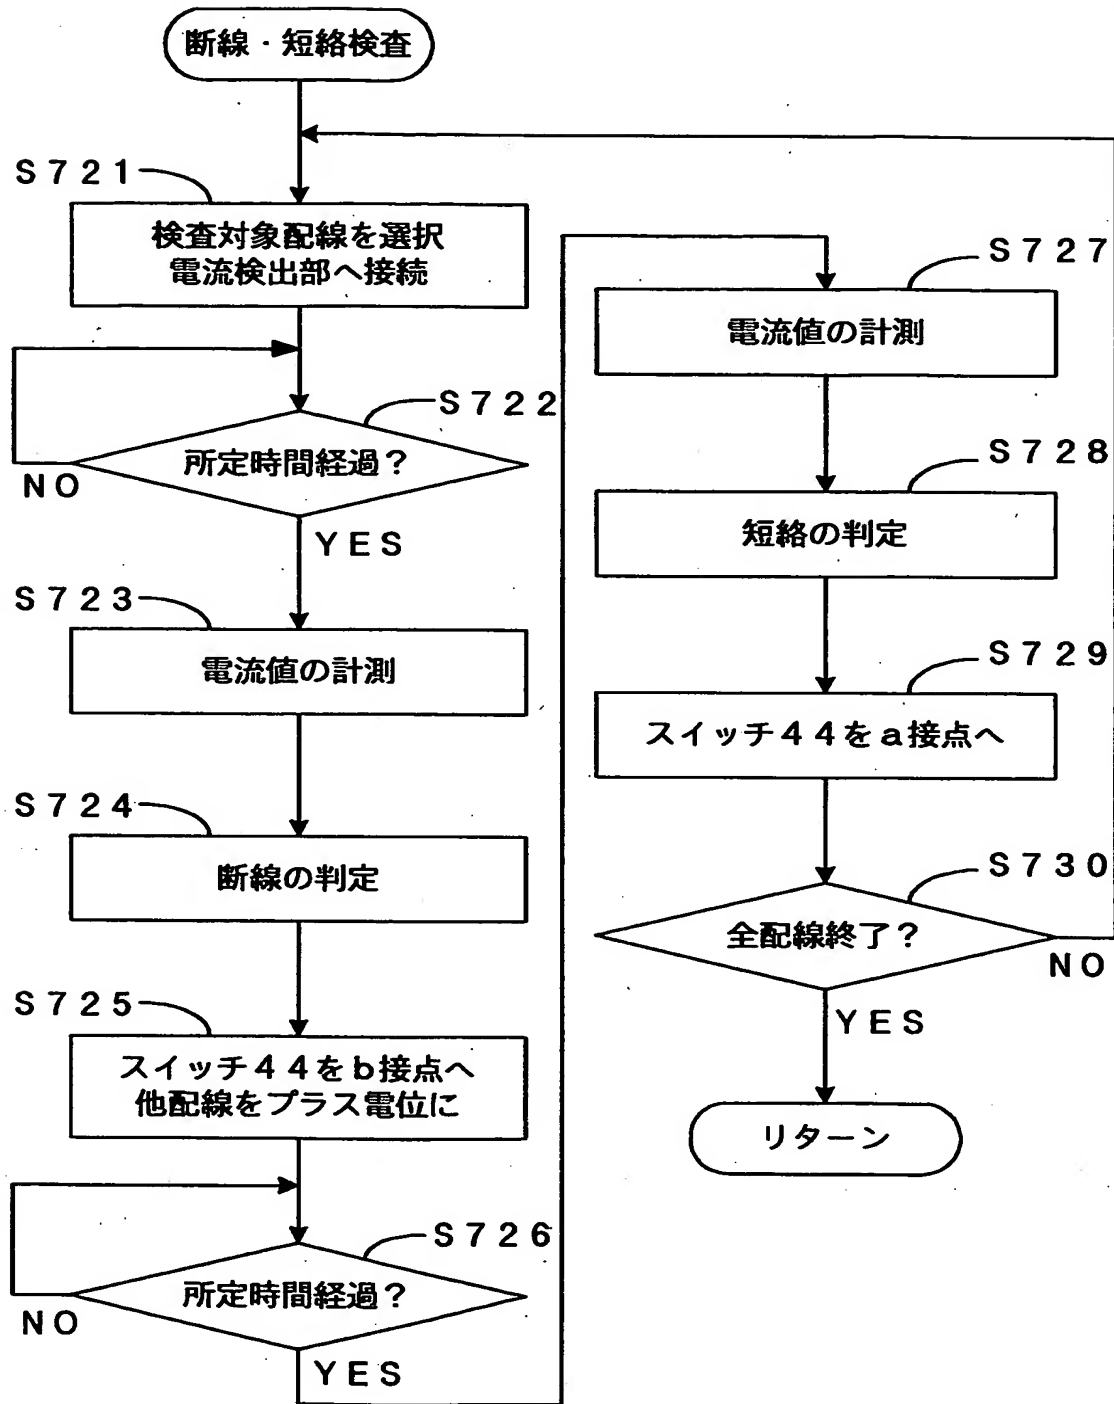 断線・短絡検査
S721
検査対象配線を選択
電流検出部へ接続
S722
所定時間経過?
NO
YES
S723
電流値の計測
S724
断線の判定
S725
スイッチ44をb接点へ
他配線をプラス電位に
S726
所定時間経過?
NO
YES
S727
電流値の計測
S728
短絡の判定
S729
スイッチ44をa接点へ
S730
全配線終了?
NO
YES
リターン